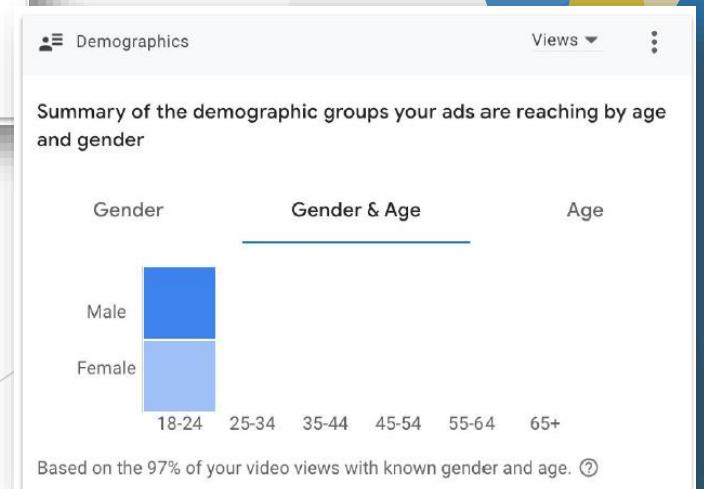 Demographics
Views
Summary of the demographic groups your ads are reaching by age
and gender
Gender Gender & Age Age
Male
Female
18-24 25-34 35-44 45-54 55-64 65+
Based on the 97% of your video views with known gender and age.